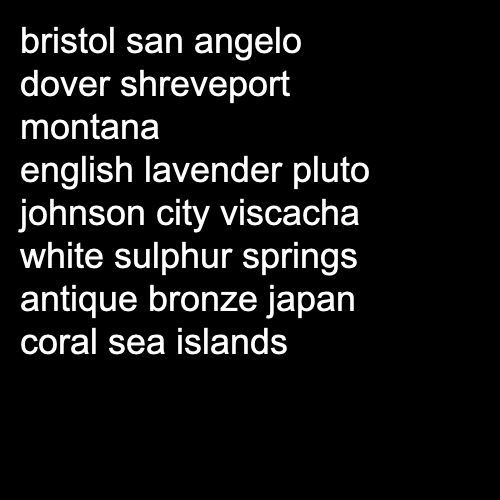 bristol san angelo
dover shreveport
montana
english lavender pluto
johnson city viscacha
white sulphur springs
antique bronze japan
coral sea islands